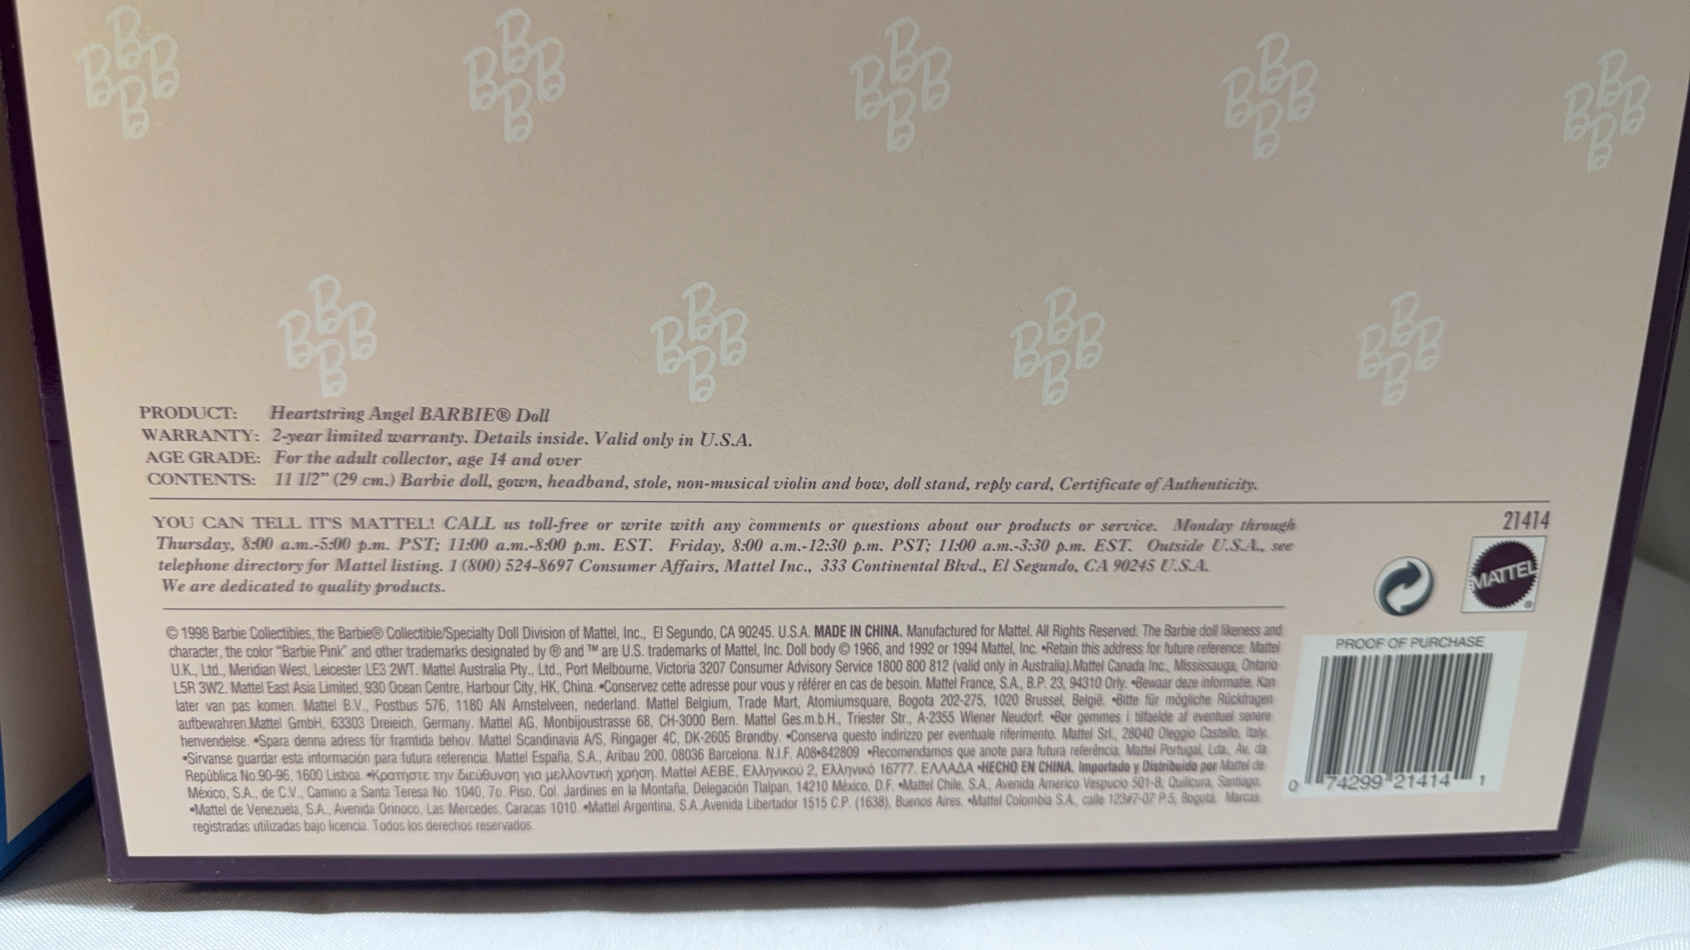 PRODUCT: Heartstring Angel BARBIE® Doll
WARRANTY: 2-year limited warranty. Details inside. Valid only in U.S.A.
AGE GRADE: For the adult collector, age 14 and over
CONTENTS: 11 1/2" (29 cm.) Barbie doll, gown, headband, stole, non-musical violin and bow, doll stand, reply card, Certificate of Authenticity.
YOU CAN TELL IT'S MATTEL! CALL us toll-free or write with any comments or questions about our products or service. Monday through
Thursday, 8:00 a.m.-5:00 p.m. PST; 11:00 a.m.-8:00 p.m. EST. Friday, 8:00 a.m.-12:30 p.m. PST; 11:00 a.m.-3:30 p.m. EST. Outside U.S.A., see
telephone directory for Mattel listing. 1 (800) 524-8697 Consumer Affairs, Mattel Inc., 333 Continental Blvd., El Segundo, CA 90245 U.S.A.
We are dedicated to quality products.
21414
MATTEL®
© 1998 Barbie Collectibles, the Barbie® Collectible/Specialty Doll Division of Mattel, Inc., El Segundo, CA 90245. U.S.A. MADE IN CHINA. Manufactured for Mattel. All Rights Reserved. The Barbie doll likeness and
character, the color "Barbie Pink" and other trademarks designated by ® and ™ are U.S. trademarks of Mattel, Inc. Doll body © 1966, and 1992 or 1994 Mattel, Inc. •Retain this address for future reference: Mattel
U.K., Ltd., Meridian West, Leicester LE3 2WT. Mattel Australia Pty., Ltd., Port Melbourne, Victoria 3207 Consumer Advisory Service 1800 800 812 (valid only in Australia).Mattel Canada Inc., Mississauga, Ontario
L5R 3W2. Mattel East Asia Limited, 930 Ocean Centre, Harbour City, HK, China. •Conservez cette adresse pour vous y référer en cas de besoin. Mattel France, S.A., B.P. 23, 94310 Orly. •Bewaar deze informatie. Kan
later van pas komen. Mattel B.V., Postbus 576, 1180 AN Amstelveen, nederland. Mattel Belgium, Trade Mart, Atomiumsquare, Bogota 202-275, 1020 Brussel, België. •Bitte für mögliche Rückfragen
aufbewahren.Mattel GmbH, 63303 Dreieich, Germany. Mattel AG, Monbijoustrasse 68, CH-3000 Bern. Mattel Ges.m.b.H., Triester Str., A-2355 Wiener Neudorf. •Bør gemmes i tilfælde af eventuel senere
henvendelse. •Spara denna adress för framtida behov. Mattel Scandinavia A/S, Ringager 4C, DK-2605 Brøndby. •Conserva questo indirizzo per eventuale riferimento. Mattel Srl., 28040 Oleggio Castello, Italy.
•Sírvanse guardar esta información para futura referencia. Mattel España, S.A., Aribau 200, 08036 Barcelona. N.I.F. A08•842809 •Recomendamos que anote para futura referência, Mattel Portugal, Lda., Av. da
República No.90-96, 1600 Lisboa. •Κρατηστε την διεύθυνση για μελλοντική χρήση. Mattel AEBE, Ελληνικού 2, Ελληνικό 16777. ΕΛΛΑΔΑ •HECHO EN CHINA. Importado y Distribuido por Mattel de
México, S.A., de C.V., Camino a Santa Teresa No. 1040, 7o. Piso, Col. Jardines en la Montaña, Delegación Tlalpan, 14210 México, D.F. •Mattel Chile, S.A., Avenida Americo Vespucio 501-B, Quilicura, Santiago.
•Mattel de Venezuela, S.A., Avenida Orinoco, Las Mercedes, Caracas 1010. •Mattel Argentina, S.A.,Avenida Libertador 1515 C.P. (1638), Buenos Aires. •Mattel Colombia S.A., calle 123#7-07 P-5, Bogotá. Marcas
registradas utilizadas bajo licencia. Todos los derechos reservados.
PROOF OF PURCHASE
0 74299 21414 1